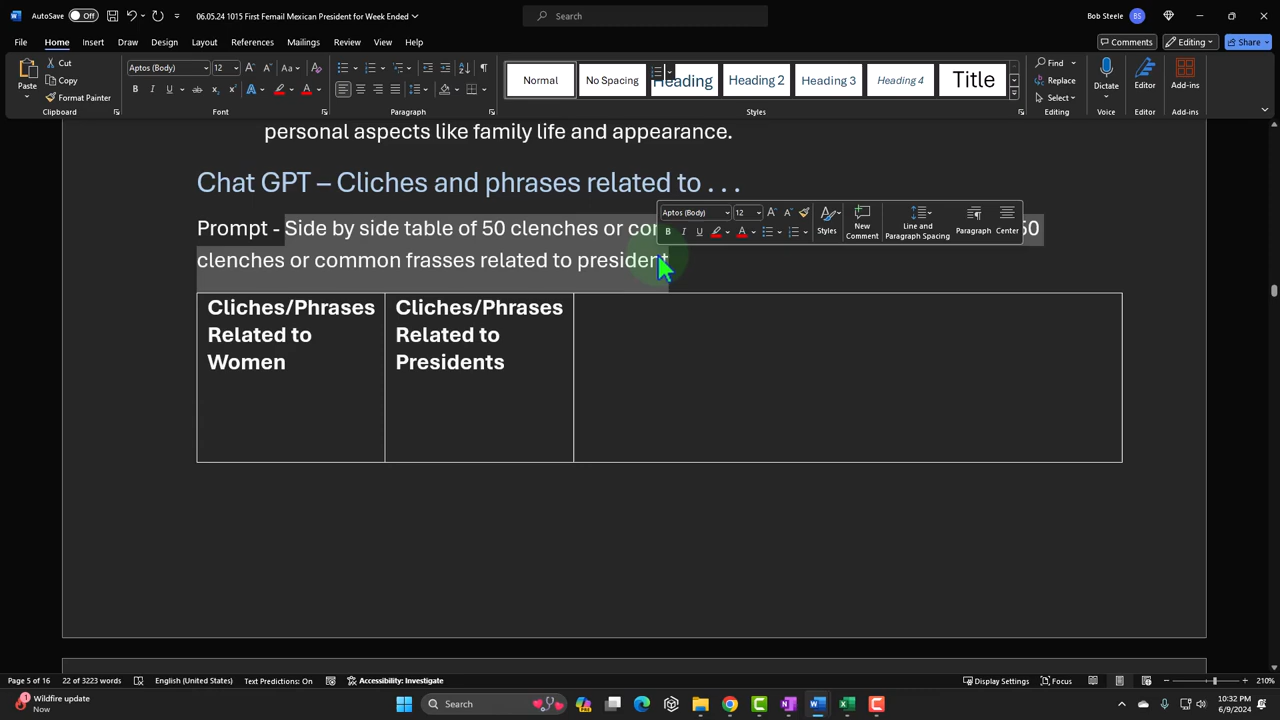 AutoSave Off 06.05.24 1015 First Femail Mexican President for Week Ended Search Bob Steele BS
File Home Insert Draw Design Layout References Mailings Review View Help Comments Editing Share
Paste Cut Copy Format Painter Clipboard
Aptos (Body) 12 Font
Paragraph
Normal No Spacing Heading Heading 2 Heading 3 Heading 4 Title Styles
Find Replace Select Editing
Dictate Voice Editor Editor Add-ins Add-ins
personal aspects like family life and appearance.
Chat GPT – Cliches and phrases related to . . .
Aptos (Body) 12 Styles New Comment Line and Paragraph Spacing Paragraph Center
Prompt - Side by side table of 50 clenches or
clenches or common frasses related to president
Cliches/Phrases Related to Women
Cliches/Phrases Related to Presidents
Page 5 of 16 22 of 3223 words English (United States) Text Predictions: On Accessibility: Investigate Display Settings Focus 210%
1 Wildfire update Now Search 10:32 PM 6/9/2024